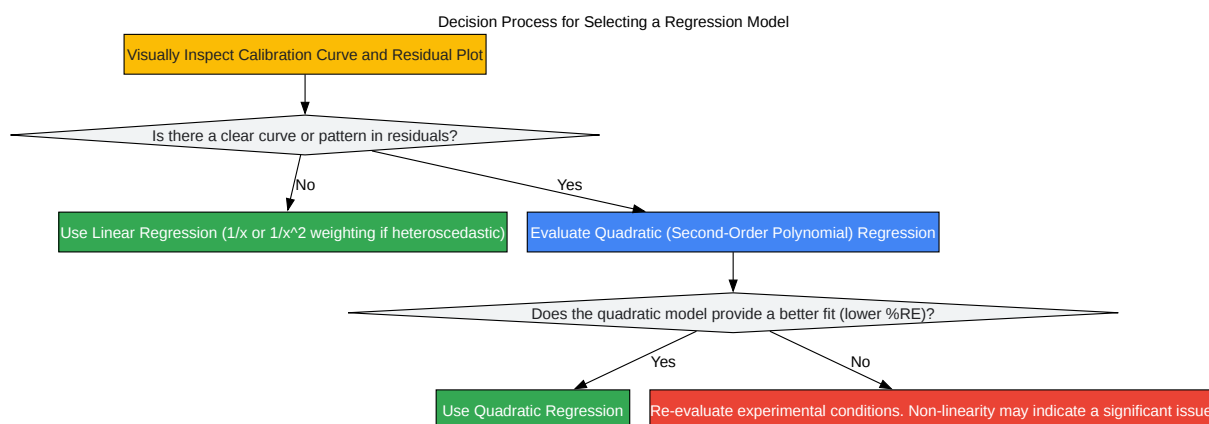 Decision Process for Selecting a Regression Model
Visually Inspect Calibration Curve and Residual Plot
Is there a clear curve or pattern in residuals?
No
Yes
Use Linear Regression (1/x or 1/x^2 weighting if heteroscedastic)
Evaluate Quadratic (Second-Order Polynomial) Regression
Does the quadratic model provide a better fit (lower %RE)?
Yes
No
Use Quadratic Regression
Re-evaluate experimental conditions. Non-linearity may indicate a significant issue